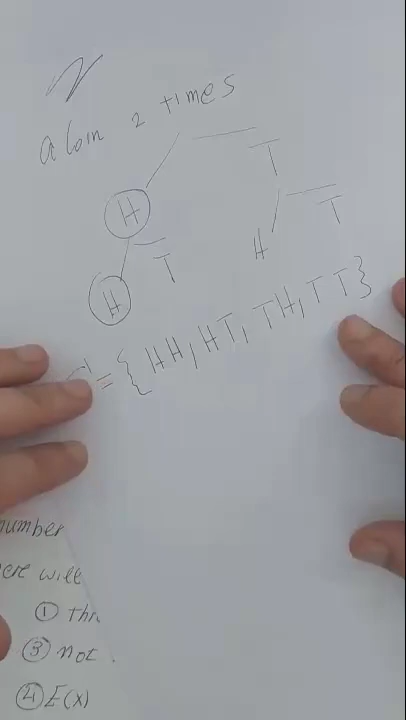 a Coin 2 times
H T
H T H T
= { HH, HT, TH, TT }
number
ere will
① Thr
③ not
④ E(x)